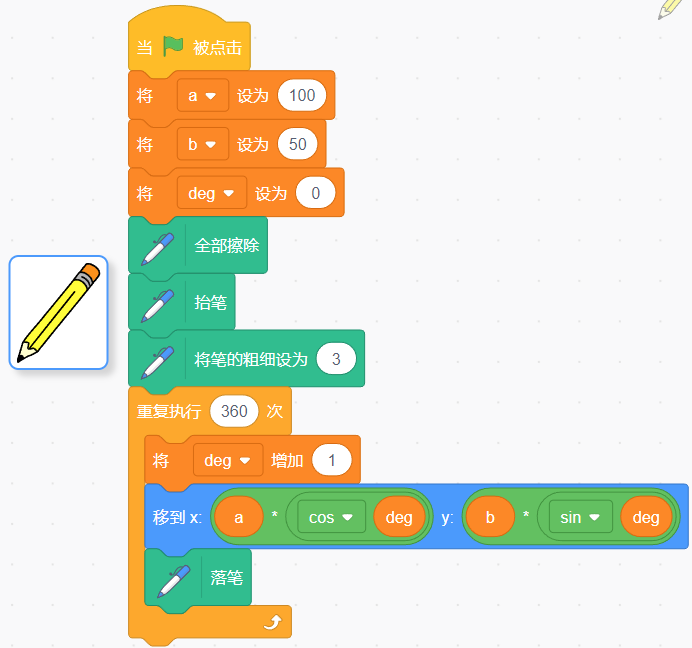 当 被点击
将 a 设为 100
将 b 设为 50
将 deg 设为 0
全部擦除
抬笔
将笔的粗细设为 3
重复执行 360 次
将 deg 增加 1
移到 x: a * cos deg y: b * sin deg
落笔